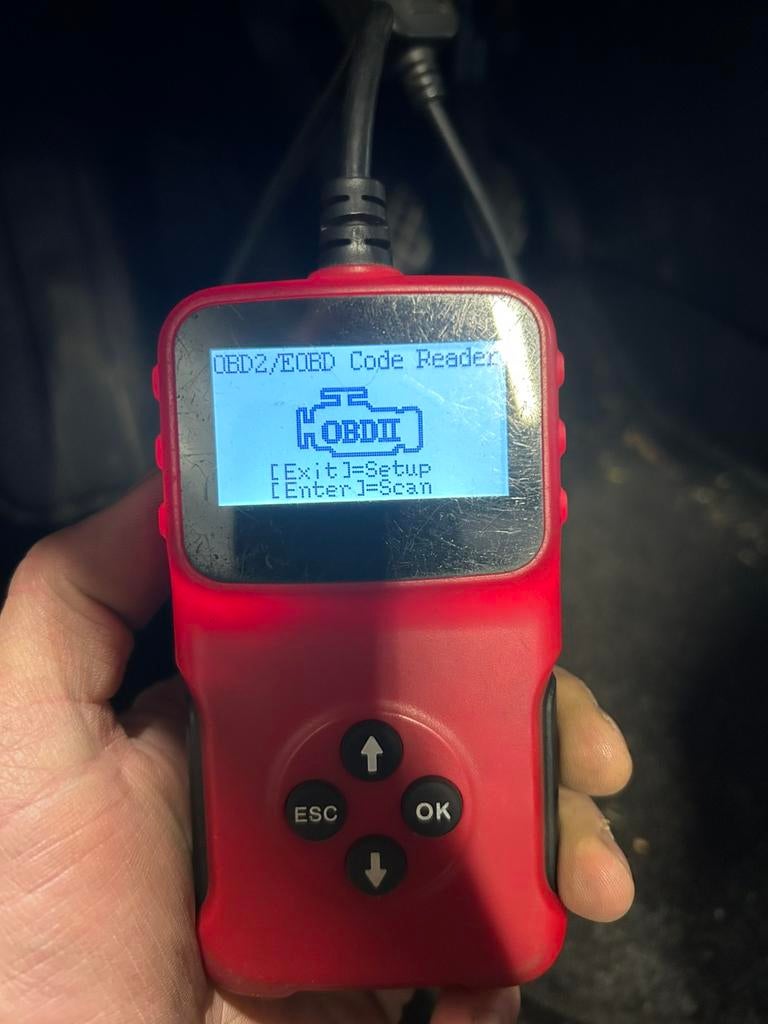 OBD2/EOBD Code Reader
OBDII
[Exit]=Setup
[Enter]=Scan
ESC
OK